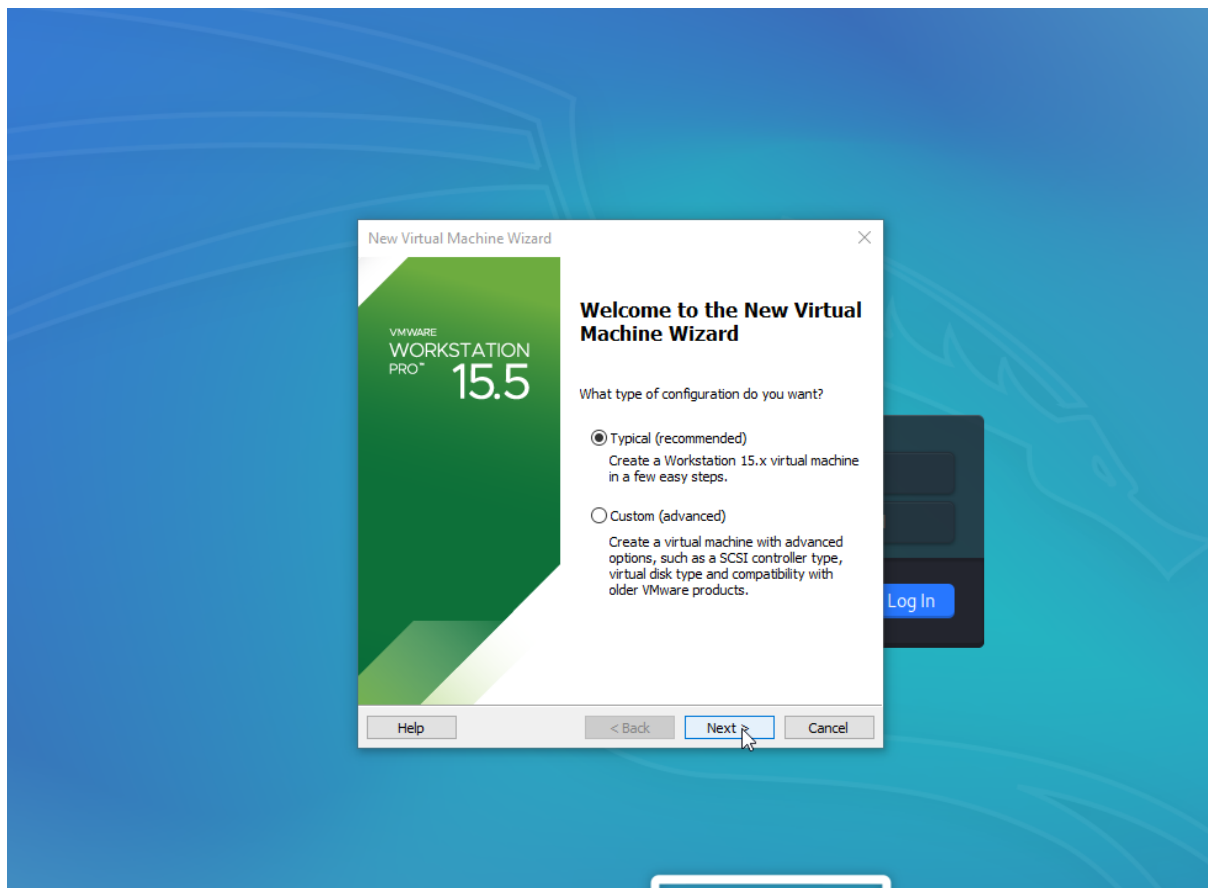 New Virtual Machine Wizard
VMWARE
WORKSTATION
PRO™ 15.5
Welcome to the New Virtual
Machine Wizard
What type of configuration do you want?
Typical (recommended)
Create a Workstation 15.x virtual machine
in a few easy steps.
Custom (advanced)
Create a virtual machine with advanced
options, such as a SCSI controller type,
virtual disk type and compatibility with
older VMware products.
Log In
Help
< Back
Next >
Cancel